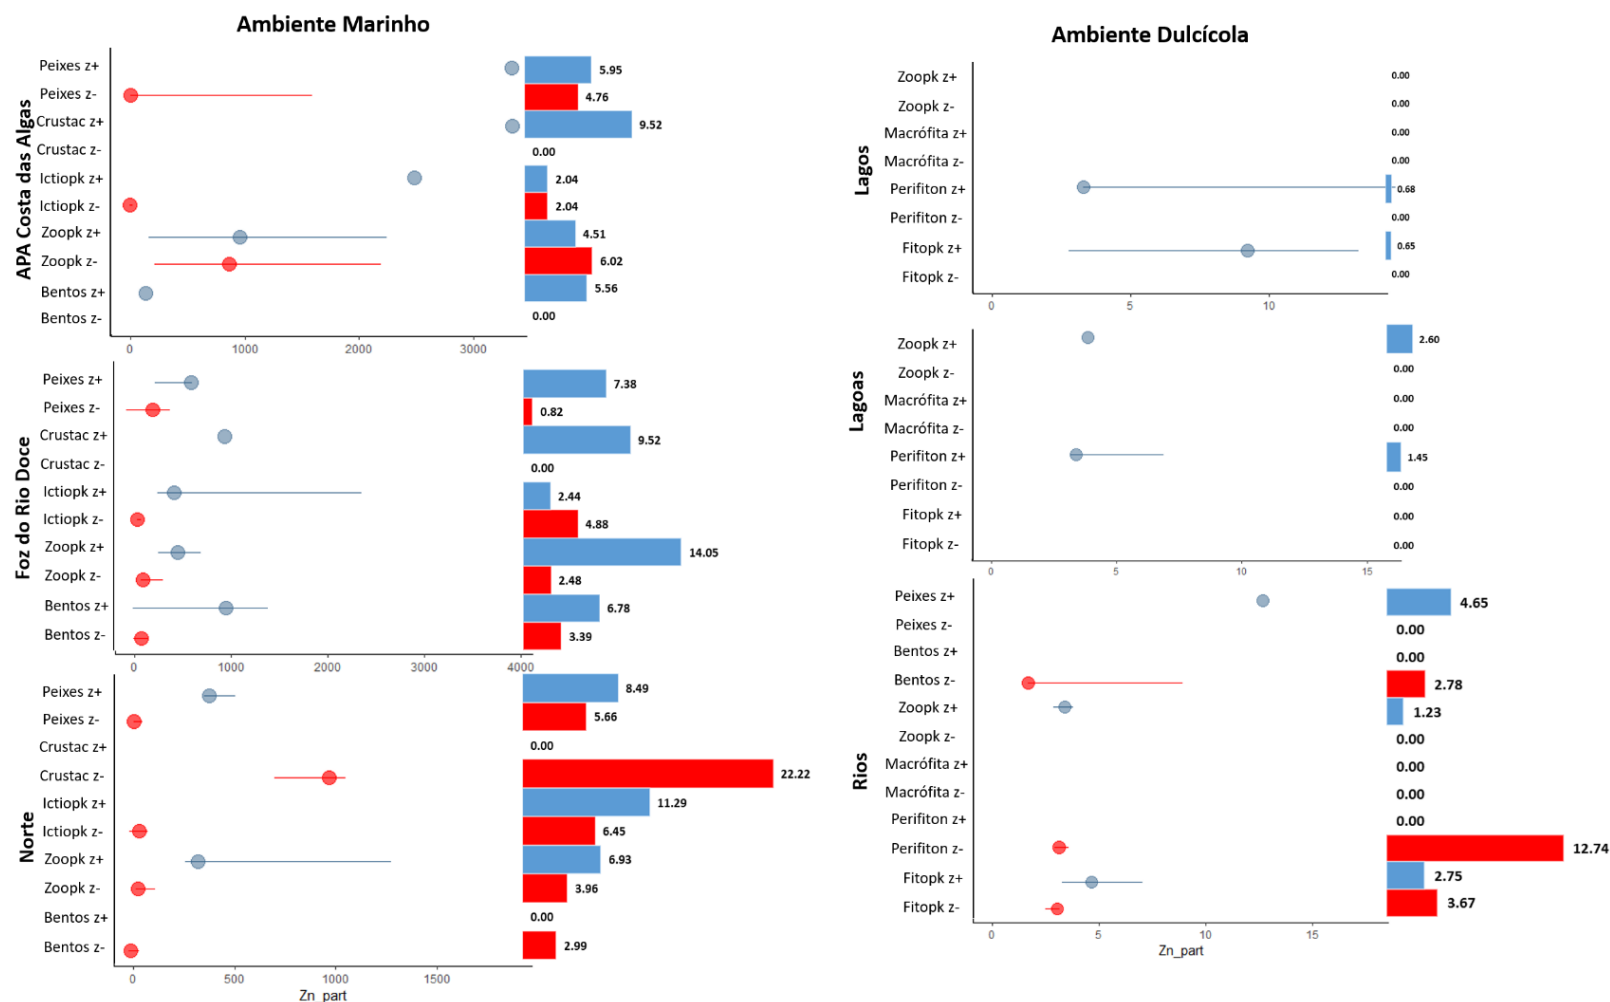 Ambiente Marinho
APA Costa das Algas
Peixes z+ 5.95
Peixes z- 4.76
Crustac z+ 9.52
Crustac z- 0.00
Ictiopk z+ 2.04
Ictiopk z- 2.04
Zoopk z+ 4.51
Zoopk z- 6.02
Bentos z+ 5.56
Bentos z- 0.00
0 1000 2000 3000
Foz do Rio Doce
Peixes z+ 7.38
Peixes z- 0.82
Crustac z+ 9.52
Crustac z- 0.00
Ictiopk z+ 2.44
Ictiopk z- 4.88
Zoopk z+ 14.05
Zoopk z- 2.48
Bentos z+ 6.78
Bentos z- 3.39
0 1000 2000 3000 4000
Norte
Peixes z+ 8.49
Peixes z- 5.66
Crustac z+ 0.00
Crustac z- 22.22
Ictiopk z+ 11.29
Ictiopk z- 6.45
Zoopk z+ 6.93
Zoopk z- 3.96
Bentos z+ 0.00
Bentos z- 2.99
0 500 1000 1500
Zn_part
Ambiente Dulcícola
Lagos
Zoopk z+ 0.00
Zoopk z- 0.00
Macrófita z+ 0.00
Macrófita z- 0.00
Perifiton z+ 0.68
Perifiton z- 0.00
Fitopk z+ 0.65
Fitopk z- 0.00
0 5 10
Lagoas
Zoopk z+ 2.60
Zoopk z- 0.00
Macrófita z+ 0.00
Macrófita z- 0.00
Perifiton z+ 1.45
Perifiton z- 0.00
Fitopk z+ 0.00
Fitopk z- 0.00
0 5 10 15
Rios
Peixes z+ 4.65
Peixes z- 0.00
Bentos z+ 0.00
Bentos z- 2.78
Zoopk z+ 1.23
Zoopk z- 0.00
Macrófita z+ 0.00
Macrófita z- 0.00
Perifiton z+ 0.00
Perifiton z- 12.74
Fitopk z+ 2.75
Fitopk z- 3.67
0 5 10 15
Zn_part